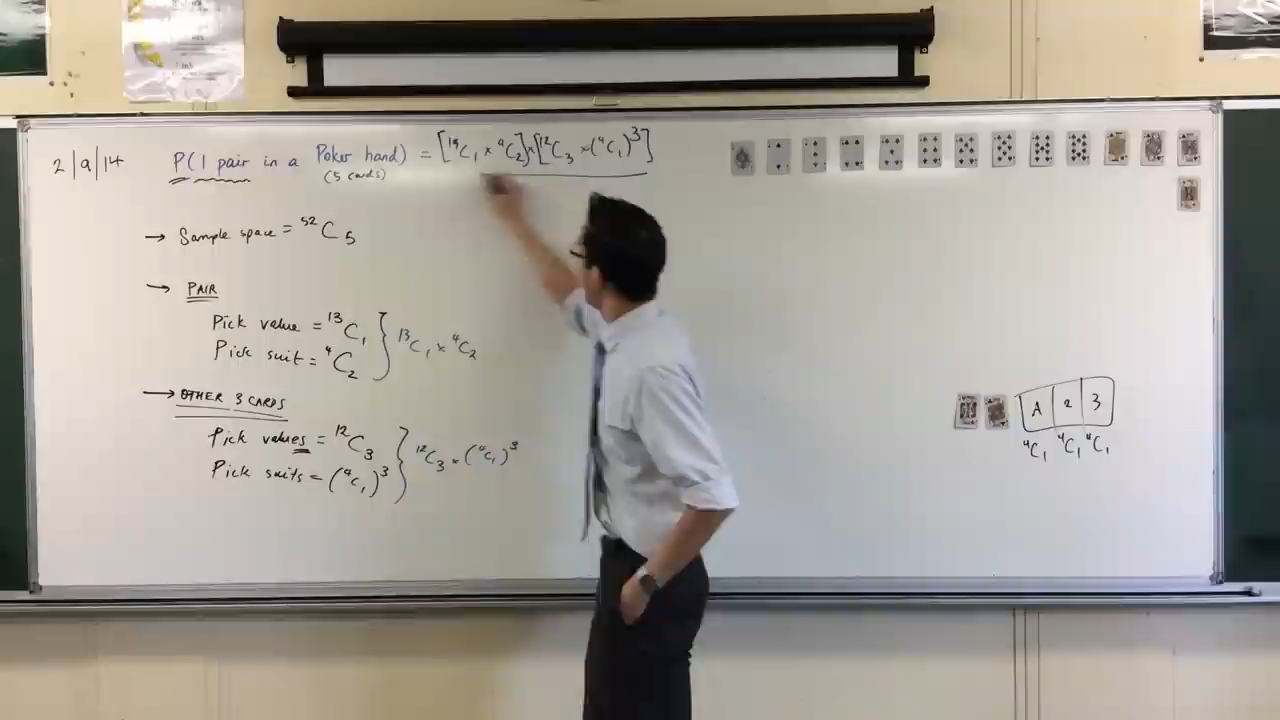 2|9|14
P(1 pair in a Poker hand) = [¹³C₁ × ⁴C₂] × [¹²C₃ × (⁴C₁)³]
(5 cards)
→ Sample space = ⁵²C₅
→ PAIR
Pick value = ¹³C₁
Pick suit = ⁴C₂
} ¹³C₁ × ⁴C₂
→ OTHER 3 CARDS
Pick values = ¹²C₃
Pick suits = (⁴C₁)³
} ¹²C₃ × (⁴C₁)³
A 2 3
⁴C₁ ⁴C₁ ⁴C₁